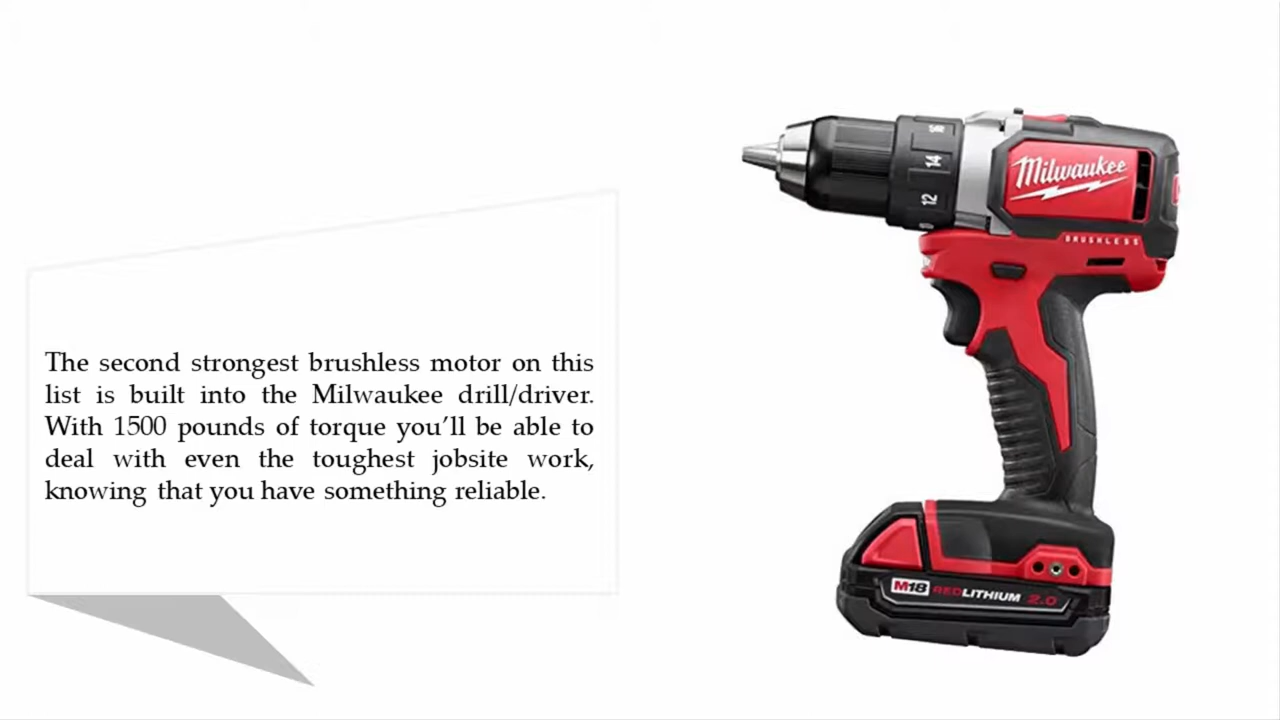 The second strongest brushless motor on this
list is built into the Milwaukee drill/driver.
With 1500 pounds of torque you'll be able to
deal with even the toughest jobsite work,
knowing that you have something reliable.
14
12
Milwaukee
BRUSHLESS
M18 REDLITHIUM 2.0